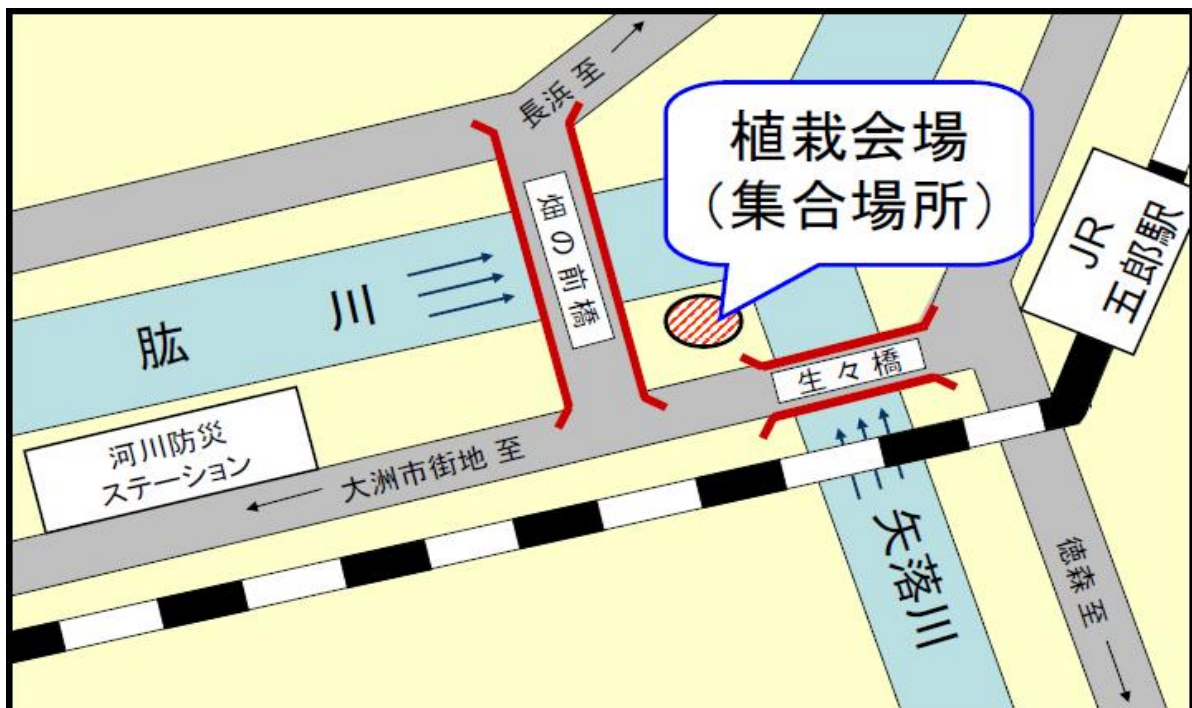 長浜 至
植栽会場
（集合場所）
畑の前橋
JR
五郎駅
肱川
生々橋
河川防災
ステーション
大洲市街地 至
矢落川
徳森 至